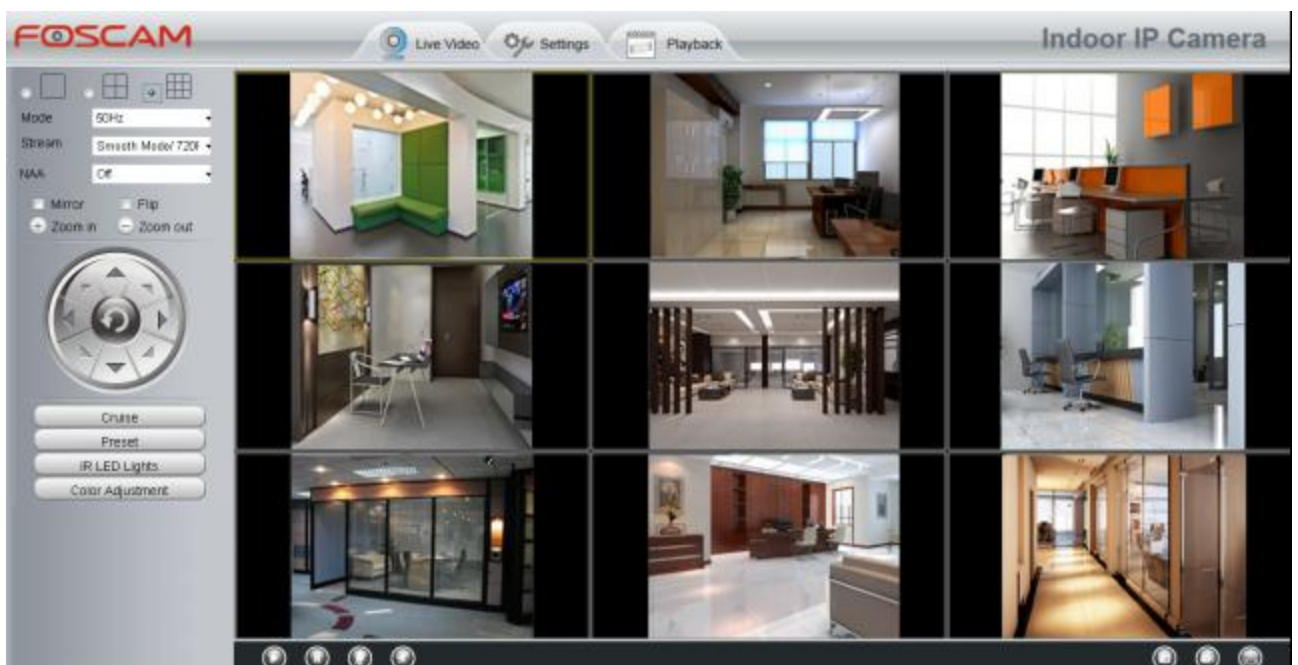 FOSCAM
Live Video
Settings
Playback
Indoor IP Camera
Mode 50Hz
Stream Smooth Mode/ 720P
NAA Off
Mirror Flip
Zoom in Zoom out
Cruise
Preset
IR LED Lights
Color Adjustment